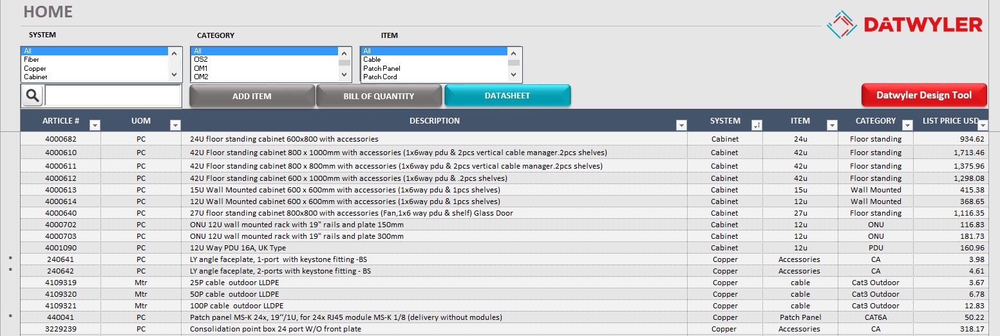 HOME
DATWYLER
SYSTEM CATEGORY ITEM
All All All
Fiber OS2 Cable
Copper OM1 Patch Panel
Cabinet OM2 Patch Cord
ADD ITEM BILL OF QUANTITY DATASHEET Datwyler Design Tool
ARTICLE # UOM DESCRIPTION SYSTEM ITEM CATEGORY LIST PRICE USD
4000682 PC 24U floor standing cabinet 600x800 with accessories Cabinet 24u Floor standing 934.62
4000610 PC 42U Floor standing cabinet 800 x 1000mm with accessories (1x6way pdu & 2pcs vertical cable manager.2pcs shelves) Cabinet 42u Floor standing 1,713.46
4000611 PC 42U Floor standing cabinet 800 x 800mm with accessories (1x6way pdu & 2pcs vertical cable manager.2pcs shelves) Cabinet 42u Floor standing 1,375.96
4000612 PC 42U Floor standing cabinet 600 x 1000mm with accessories (1x6way pdu & .2pcs shelves) Cabinet 42u Floor standing 1,298.08
4000613 PC 15U Wall Mounted cabinet 600 x 600mm with accessories (1x6way pdu & 1pcs shelves) Cabinet 15u Wall Mounted 415.38
4000614 PC 12U Wall Mounted cabinet 600 x 600mm with accessories (1x6way pdu & 1pcs shelves) Cabinet 12u Wall Mounted 368.65
4000640 PC 27U floor standing cabinet 800x800 with accessories (Fan,1x6 way pdu & shelf) Glass Door Cabinet 27u Floor standing 1,116.35
4000702 PC ONU 12U wall mounted rack with 19" rails and plate 150mm Cabinet 12u ONU 116.83
4000703 PC ONU 12U wall mounted rack with 19" rails and plate 300mm Cabinet 12u ONU 181.73
4001090 PC 12U Way PDU 16A, UK Type Cabinet 12u PDU 160.96
* 240641 PC LY angle faceplate, 1-port with keystone fitting -BS Copper Accessories CA 3.98
* 240642 PC LY angle faceplate, 2-ports with keystone fitting - BS Copper Accessories CA 4.61
4109319 Mtr 25P cable outdoor LLDPE Copper cable Cat3 Outdoor 3.67
4109320 Mtr 50P cable outdoor LLDPE Copper cable Cat3 Outdoor 6.78
4109321 Mtr 100P cable outdoor LLDPE Copper cable Cat3 Outdoor 12.83
* 440041 PC Patch panel MS-K 24x, 19“/1U, for 24x RJ45 module MS-K 1/8 (delivery without modules) Copper Patch Panel CAT6A 50.22
3229239 PC Consolidation point box 24 port W/O front plate Copper Accessories CA 318.17